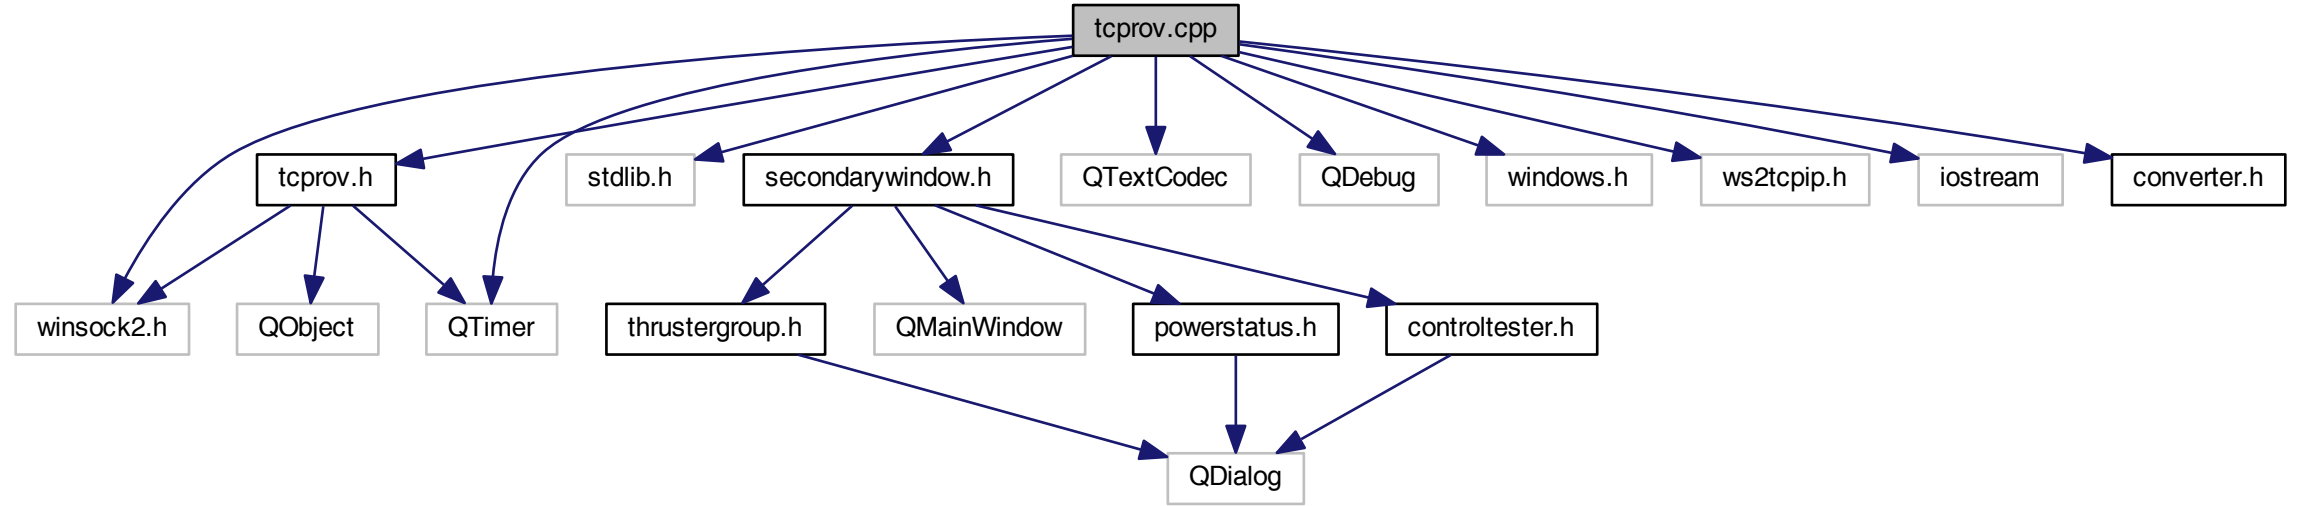 tcprov.cpp
tcprov.h
stdlib.h
secondarywindow.h
QTextCodec
QDebug
windows.h
ws2tcpip.h
iostream
converter.h
winsock2.h
QObject
QTimer
thrustergroup.h
QMainWindow
powerstatus.h
controltester.h
QDialog